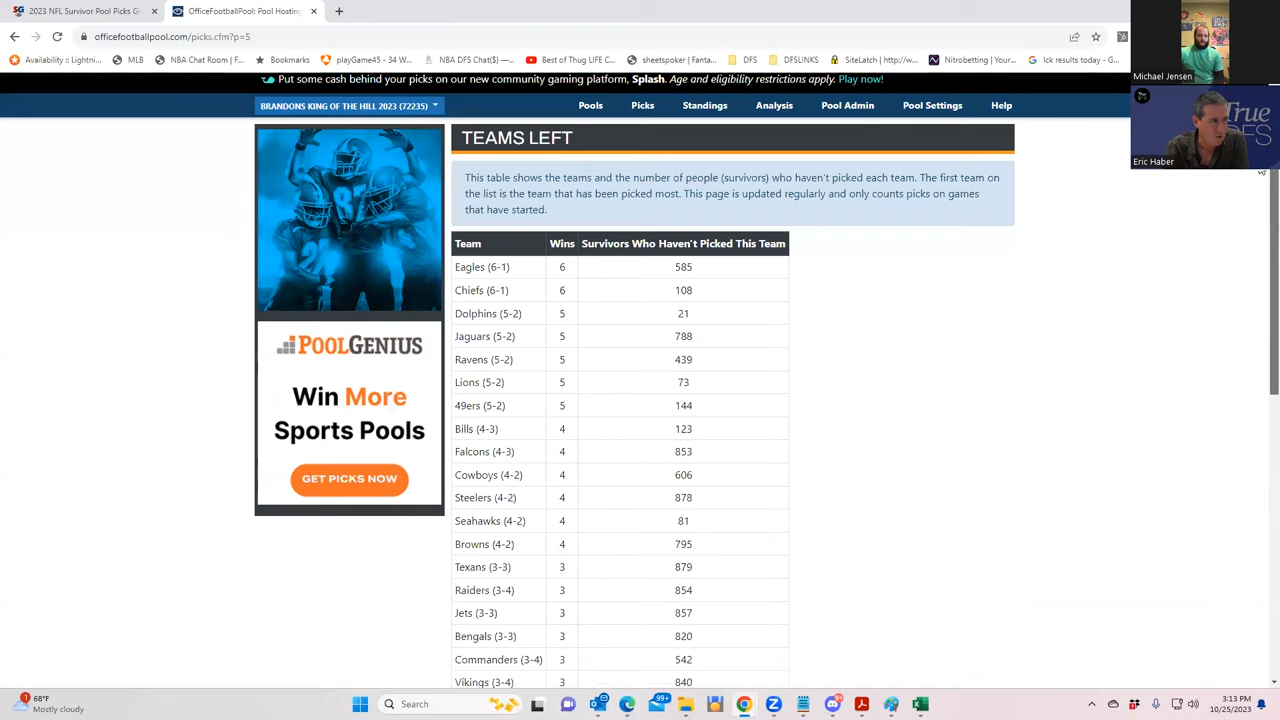 2023 NFL Survivor Pool Picks Gr
OfficeFootballPool: Pool Hosting
officefootballpool.com/picks.cfm?p=5
Availability :: Lightni...
MLB
NBA Chat Room | F...
Bookmarks
playGame45 - 34 W...
NBA DFS Chat($) —...
Best of Thug LIFE C...
sheetspoker | Fanta...
DFS
DFSLINKS
SiteLatch | http://w...
Nitrobetting | Your...
lck results today - G...
Michael Jensen
Put some cash behind your picks on our new community gaming platform, Splash. Age and eligibility restrictions apply. Play now!
BRANDONS KING OF THE HILL 2023 (72235)
Pools Picks Standings Analysis Pool Admin Pool Settings Help
True
DFS
Eric Haber
TEAMS LEFT
This table shows the teams and the number of people (survivors) who haven't picked each team. The first team on
the list is the team that has been picked most. This page is updated regularly and only counts picks on games
that have started.
Team Wins Survivors Who Haven't Picked This Team
Eagles (6-1) 6 585
Chiefs (6-1) 6 108
Dolphins (5-2) 5 21
Jaguars (5-2) 5 788
Ravens (5-2) 5 439
Lions (5-2) 5 73
49ers (5-2) 5 144
Bills (4-3) 4 123
Falcons (4-3) 4 853
Cowboys (4-2) 4 606
Steelers (4-2) 4 878
Seahawks (4-2) 4 81
Browns (4-2) 4 795
Texans (3-3) 3 879
Raiders (3-4) 3 854
Jets (3-3) 3 857
Bengals (3-3) 3 820
Commanders (3-4) 3 542
Vikings (3-4) 3 840
POOLGENIUS
Win More
Sports Pools
GET PICKS NOW
68°F
Mostly cloudy
Search
99+
3:13 PM
10/25/2023